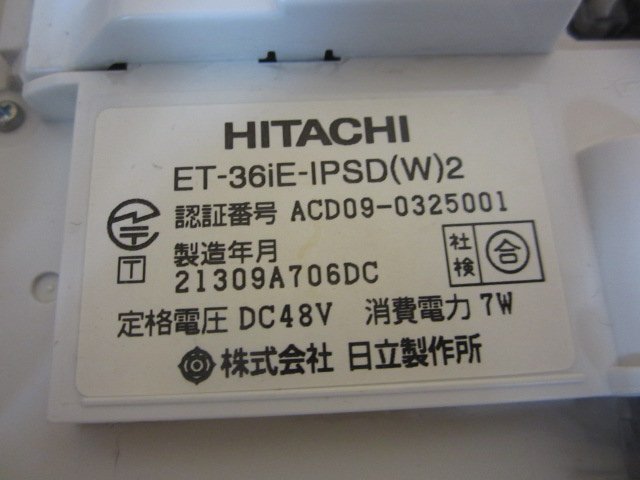 HITACHI
ET-36iE-IPSD(W)2
認証番号 ACD09-0325001
T
製造年月
21309A706DC
社検 合
定格電圧 DC48V 消費電力 7W
株式会社 日立製作所